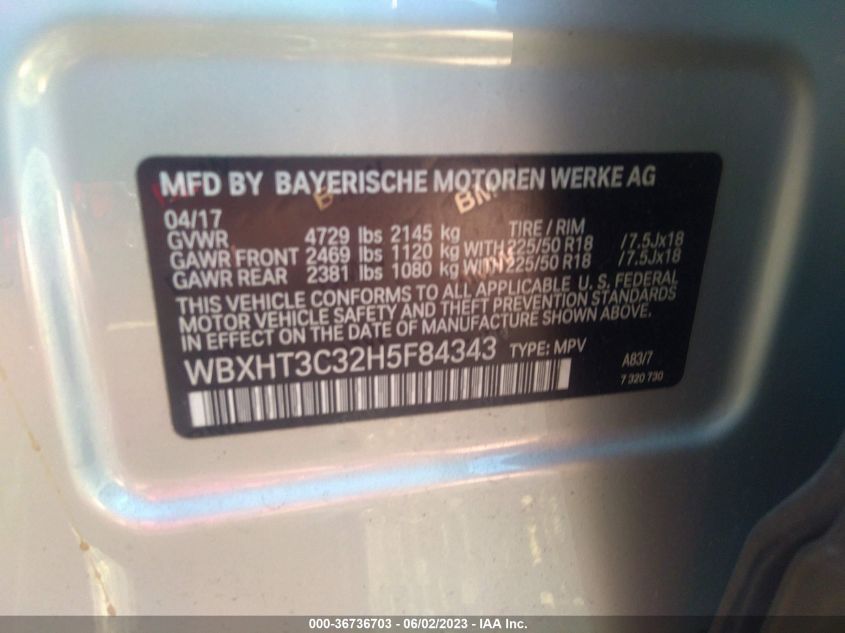 MFD BY BAYERISCHE MOTOREN WERKE AG
04/17 TIRE / RIM
GVWR 4729 lbs 2145 kg
GAWR FRONT 2469 lbs 1120 kg WITH 225/50 R18 /7.5Jx18
GAWR REAR 2381 lbs 1080 kg WITH 225/50 R18 /7.5Jx18
THIS VEHICLE CONFORMS TO ALL APPLICABLE U. S. FEDERAL
MOTOR VEHICLE SAFETY AND THEFT PREVENTION STANDARDS
IN EFFECT ON THE DATE OF MANUFACTURE SHOWN ABOVE.
WBXHT3C32H5F84343 TYPE: MPV A83/7
7 320 730
000-36736703 - 06/02/2023 - IAA Inc.